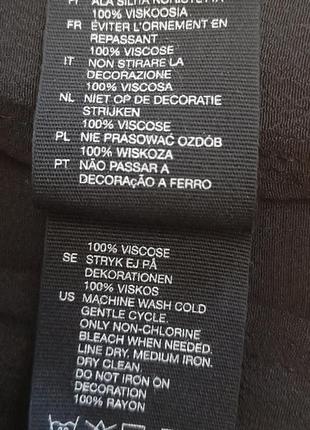 FI ALÄ SILITÄ KORISTEITA
100% VISKOOSIA
FR ÉVITER L'ORNEMENT EN
REPASSANT
100% VISCOSE
IT NON STIRARE LA
DECORAZIONE
100% VISCOSA
NL NIET OP DE DECORATIE
STRIJKEN
100% VISCOSE
PL NIE PRASOWAĆ OZDÓB
100% WISKOZA
PT NÃO PASSAR A
DECORAÇÃO A FERRO
100% VISCOSE
SE STRYK EJ PÅ
DEKORATIONEN
100% VISKOS
US MACHINE WASH COLD
GENTLE CYCLE.
ONLY NON-CHLORINE
BLEACH WHEN NEEDED.
LINE DRY. MEDIUM IRON.
DRY CLEAN.
DO NOT IRON ON
DECORATION
100% RAYON